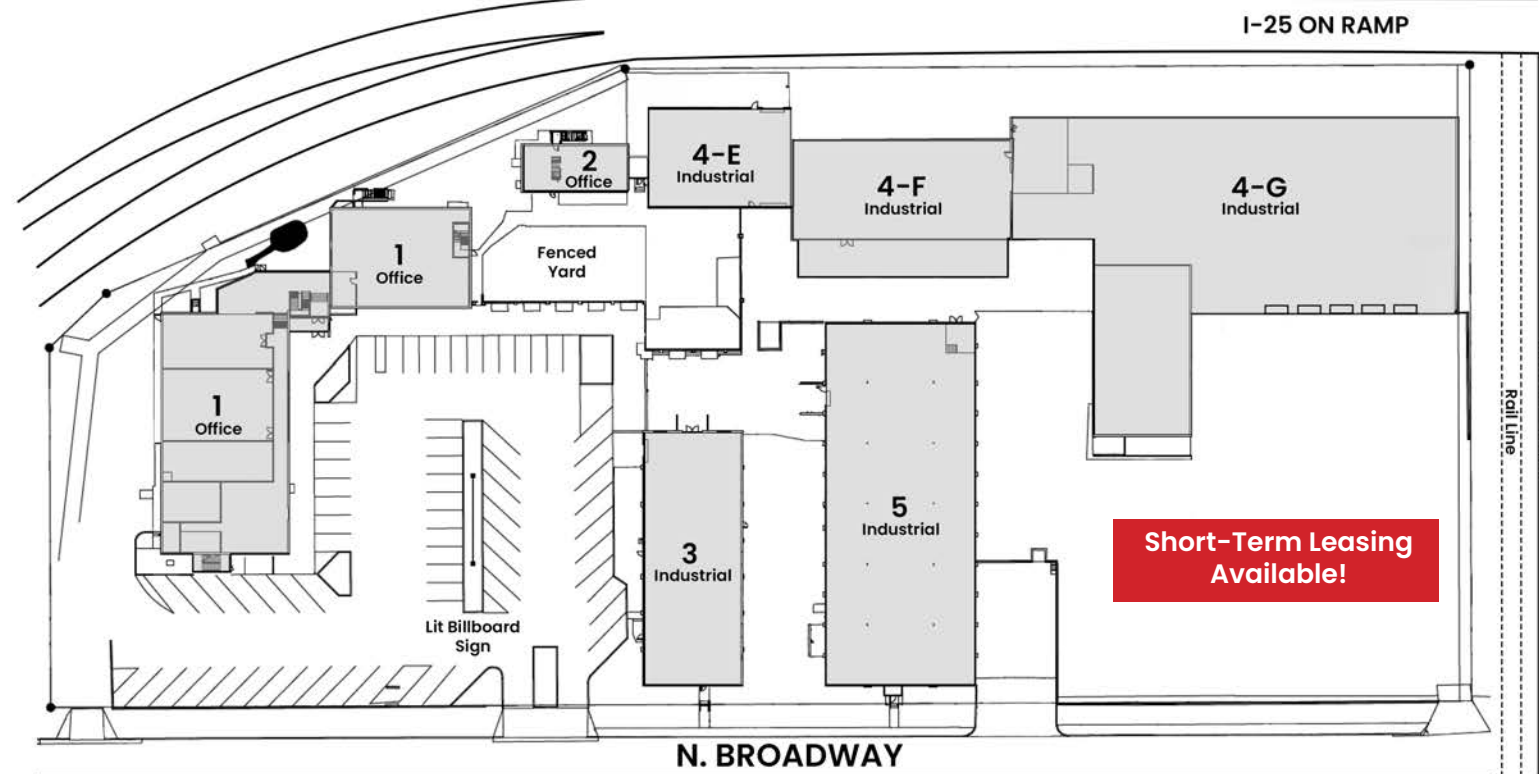 I-25 ON RAMP
2
Office
4-E
Industrial
4-F
Industrial
4-G
Industrial
1
Office
Fenced
Yard
1
Office
Rail Line
5
Industrial
3
Industrial
Short-Term Leasing
Available!
Lit Billboard
Sign
N. BROADWAY